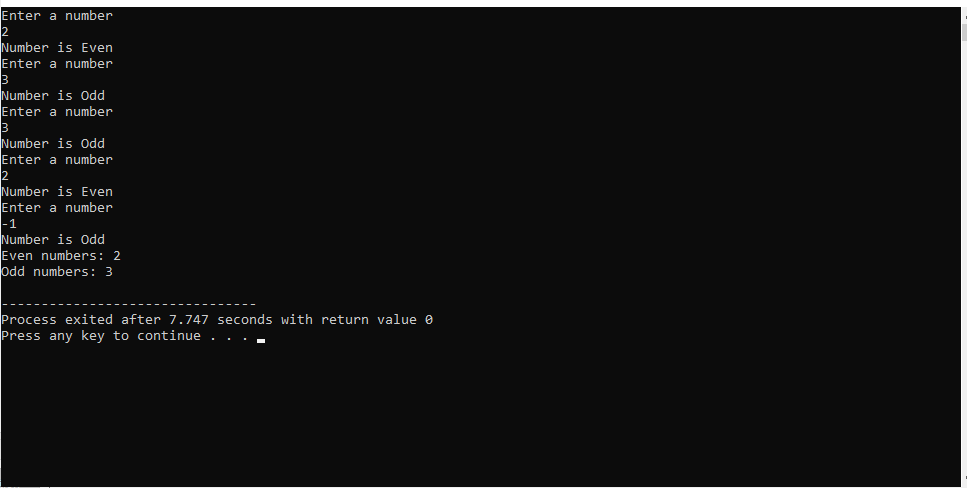 Enter a number
2
Number is Even
Enter a number
3
Number is Odd
Enter a number
3
Number is Odd
Enter a number
2
Number is Even
Enter a number
-1
Number is Odd
Even numbers: 2
Odd numbers: 3
--------------------------------
Process exited after 7.747 seconds with return value 0
Press any key to continue . . .